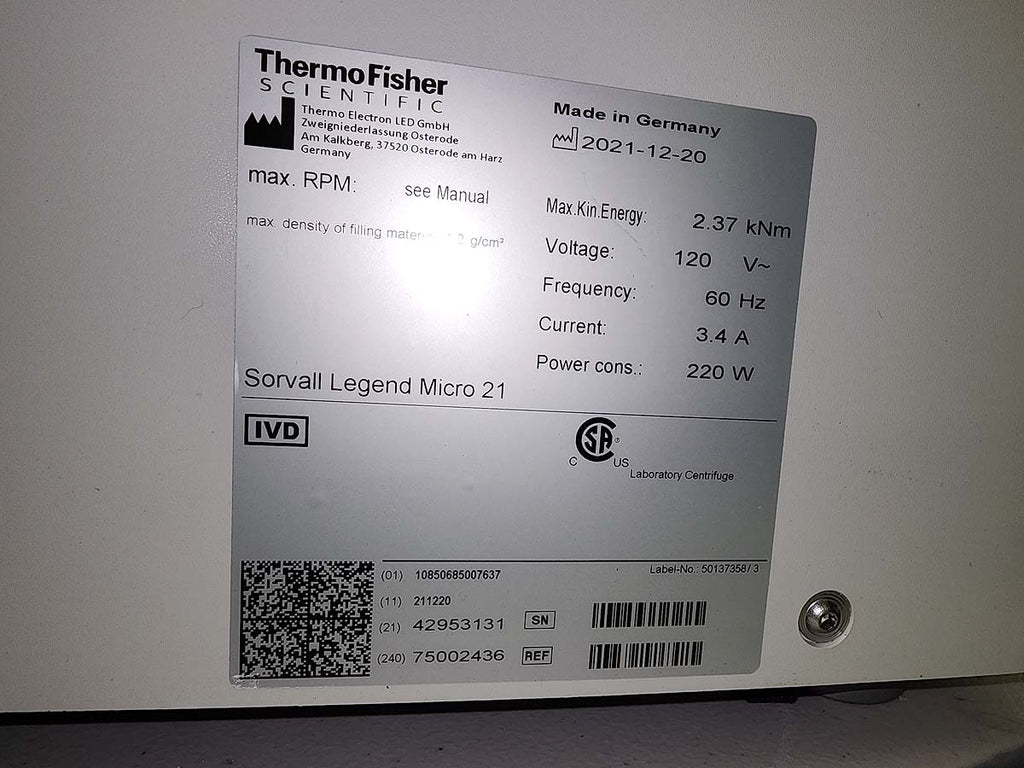 ThermoFisher
SCIENTIFIC
Thermo Electron LED GmbH
Zweigniederlassung Osterode
Am Kalkberg, 37520 Osterode am Harz
Germany
Made in Germany
2021-12-20
max. RPM: see Manual
max. density of filling g/cm³
Max.Kin.Energy: 2.37 kNm
Voltage: 120 V~
Frequency: 60 Hz
Current: 3.4 A
Power cons.: 220 W
Sorvall Legend Micro 21
IVD
CSA ®
C US
Laboratory Centrifuge
Label-No.: 50137358/ 3
(01) 10850685007637
(11) 211220
(21) 42953131 SN
(240) 75002436 REF